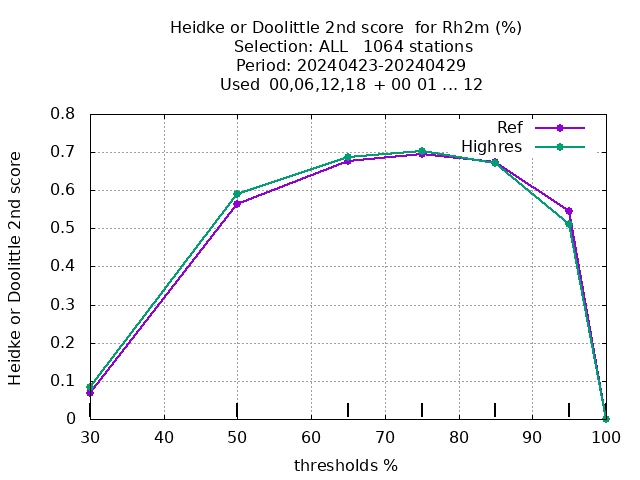 Heidke or Doolittle 2nd score  for Rh2m (%)
Selection: ALL   1064 stations
Period: 20240423-20240429
Used  00,06,12,18  + 00 01 ... 12
Ref
Highres
Heidke or Doolittle 2nd score
0.8
0.7
0.6
0.5
0.4
0.3
0.2
0.1
0
30 40 50 60 70 80 90 100
thresholds %